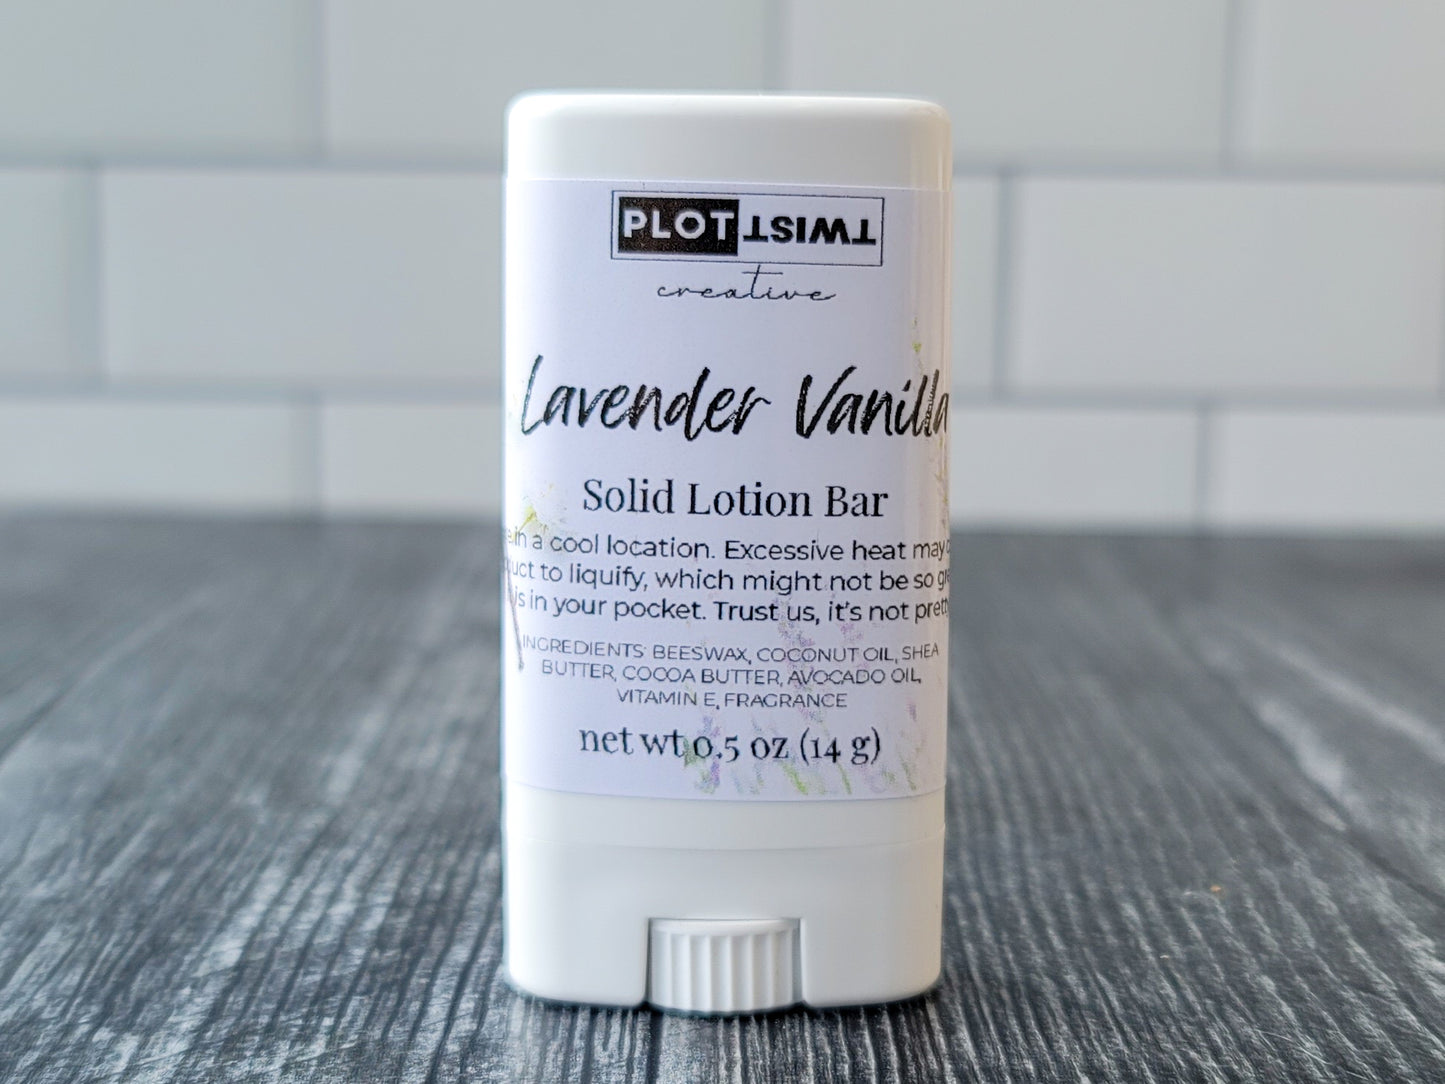 PLOT TWIST
creative
Lavender Vanilla
Solid Lotion Bar
in a cool location. Excessive heat may
to liquify, which might not be so
is in your pocket. Trust us, it's not pretty
INGREDIENTS: BEESWAX, COCONUT OIL, SHEA
BUTTER, COCOA BUTTER, AVOCADO OIL,
VITAMIN E, FRAGRANCE
net wt 0.5 oz (14 g)